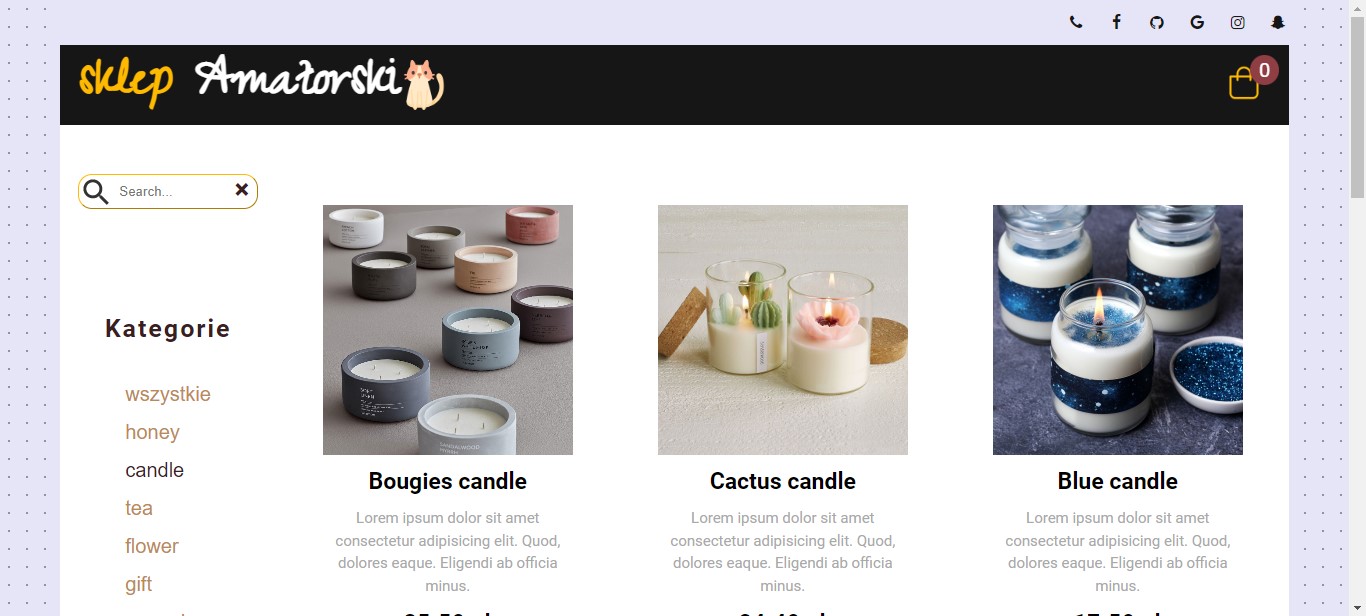 sklep Amatorski
0
Search...
Kategorie
wszystkie
honey
candle
tea
flower
gift
Bougies candle
Lorem ipsum dolor sit amet
consectetur adipisicing elit. Quod,
dolores eaque. Eligendi ab officia
minus.
Cactus candle
Lorem ipsum dolor sit amet
consectetur adipisicing elit. Quod,
dolores eaque. Eligendi ab officia
minus.
Blue candle
Lorem ipsum dolor sit amet
consectetur adipisicing elit. Quod,
dolores eaque. Eligendi ab officia
minus.